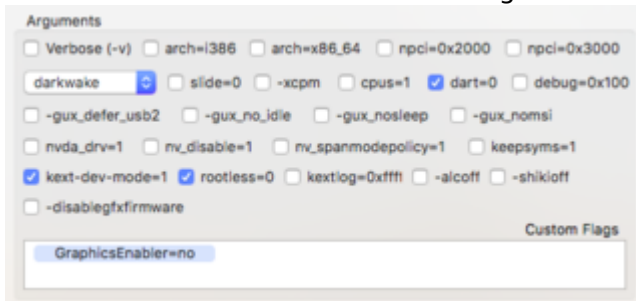 Arguments
Verbose (-v) arch=i386 arch=x86_64 npci=0x2000 npci=0x3000
darkwake slide=0 -xcpm cpus=1 dart=0 debug=0x100
-gux_defer_usb2 -gux_no_idle -gux_nosleep -gux_nomsi
nvda_drv=1 nv_disable=1 nv_spanmodepolicy=1 keepsyms=1
kext-dev-mode=1 rootless=0 kextlog=0xffff -alcoff -shikioff
-disablegfxfirmware
Custom Flags
GraphicsEnabler=no